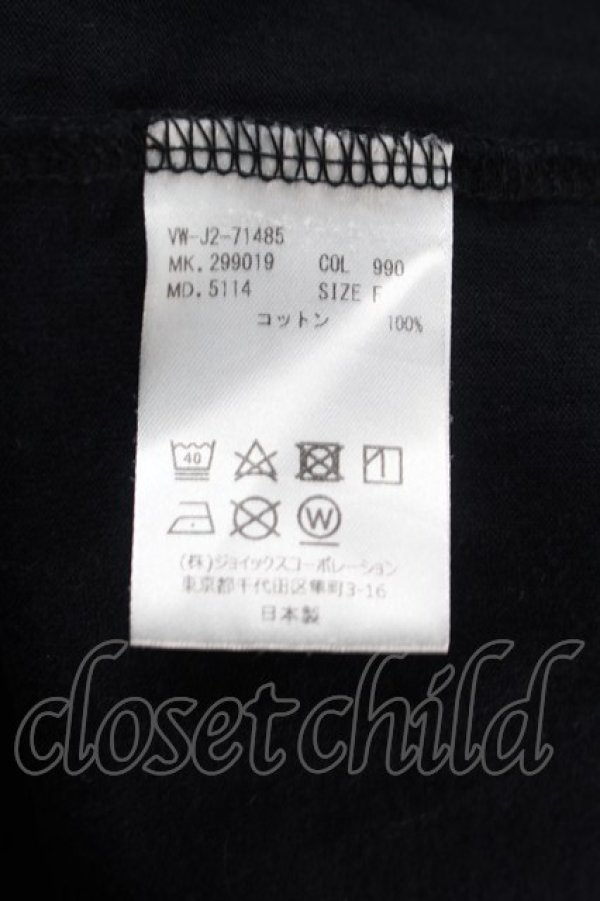 VW-J2-71485
MK. 299019 COL 990
MD. 5114 SIZE F
コットン 100%
40
W
(株)ジョイックスコーポレーション
東京都千代田区隼町3-16
日本製
closetchild